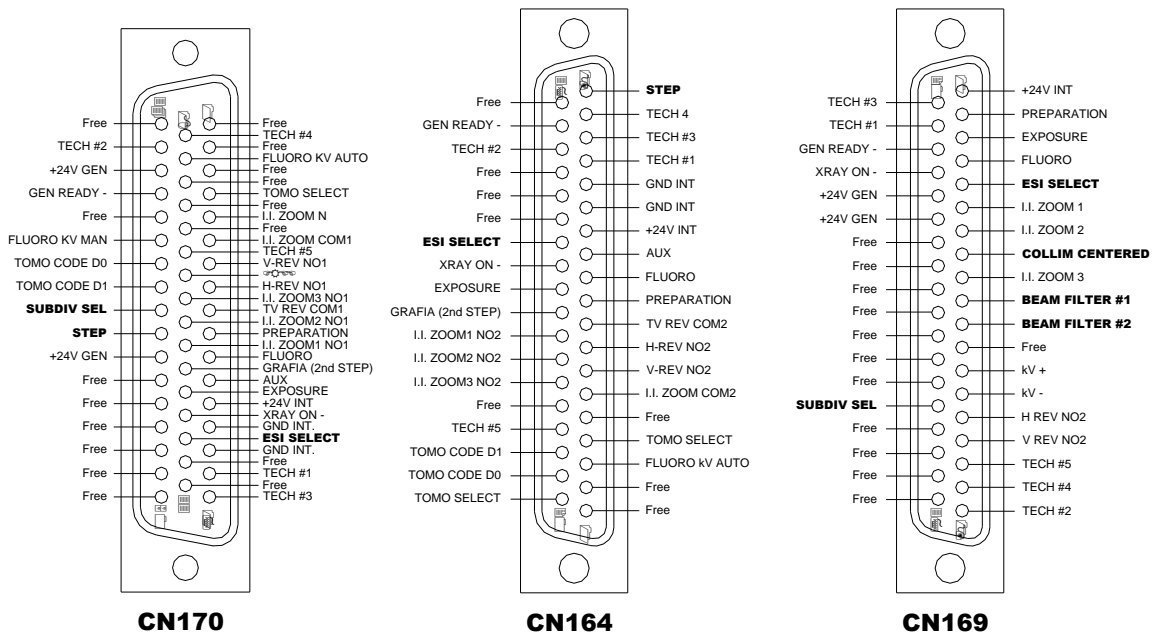 Free
TECH #2
+24V GEN
GEN READY -
Free
FLUORO KV MAN
TOMO CODE D0
TOMO CODE D1
SUBDIV SEL
STEP
+24V GEN
Free
Free
Free
Free
Free
Free
Free
TECH #4
Free
FLUORO KV AUTO
Free
Free
TOMO SELECT
Free
I.I. ZOOM N
Free
I.I. ZOOM COM1
TECH #5
V-REV NO1
H-REV NO1
I.I. ZOOM3 NO1
TV REV COM1
I.I. ZOOM2 NO1
PREPARATION
I.I. ZOOM1 NO1
FLUORO
GRAFIA (2nd STEP)
AUX
EXPOSURE
+24V INT
XRAY ON -
GND INT.
ESI SELECT
GND INT.
Free
TECH #1
Free
TECH #3
CN170
Free
GEN READY -
TECH #2
Free
Free
Free
ESI SELECT
XRAY ON -
EXPOSURE
GRAFIA (2nd STEP)
I.I. ZOOM1 NO2
I.I. ZOOM2 NO2
I.I. ZOOM3 NO2
Free
TECH #5
TOMO CODE D1
TOMO CODE D0
TOMO SELECT
STEP
TECH 4
TECH #3
TECH #1
GND INT
GND INT
+24V INT
AUX
FLUORO
PREPARATION
TV REV COM2
H-REV NO2
V-REV NO2
I.I. ZOOM COM2
Free
TOMO SELECT
FLUORO kV AUTO
Free
Free
CN164
TECH #3
TECH #1
GEN READY -
XRAY ON -
+24V GEN
+24V GEN
Free
Free
Free
Free
Free
Free
Free
SUBDIV SEL
Free
Free
Free
Free
+24V INT
PREPARATION
EXPOSURE
FLUORO
ESI SELECT
I.I. ZOOM 1
I.I. ZOOM 2
COLLIM CENTERED
I.I. ZOOM 3
BEAM FILTER #1
BEAM FILTER #2
Free
kV +
kV -
H REV NO2
V REV NO2
TECH #5
TECH #4
TECH #2
CN169